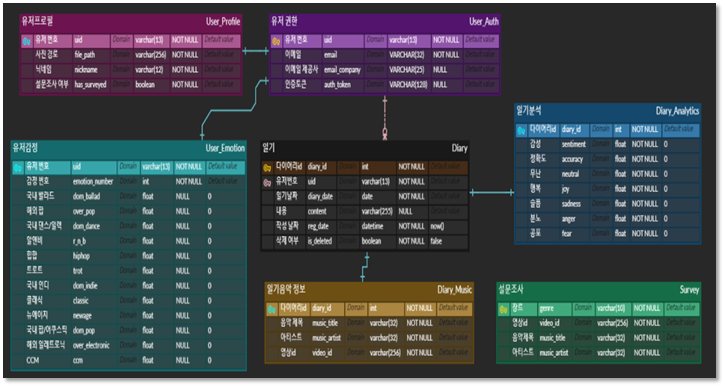 유저프로필 User_Profile
유저 번호 uid Domain varchar(13) NOT NULL Default value
사진 경로 file_path Domain varchar(256) NOT NULL Default value
닉네임 nickname Domain varchar(12) NOT NULL Default value
설문조사 여부 has_surveyed Domain boolean NOT NULL Default value
유저 권한 User_Auth
유저 번호 uid Domain varchar(13) NOT NULL Default value
이메일 email Domain VARCHAR(32) NOT NULL Default value
이메일 제공사 email_company Domain VARCHAR(25) NULL Default value
인증토큰 auth_token Domain VARCHAR(128) NULL Default value
유저감정 User_Emotion
유저 번호 uid Domain varchar(13) NOT NULL Default value
감정 번호 emotion_number Domain int NOT NULL Default value
국내 발라드 dom_ballad Domain float NULL 0
해외 팝 over_pop Domain float NULL 0
국내 댄스/일렉 dom_dance Domain float NULL 0
알앤비 r_n_b Domain float NULL 0
힙합 hiphop Domain float NULL 0
트로트 trot Domain float NULL 0
국내 인디 dom_indie Domain float NULL 0
클래식 classic Domain float NULL 0
뉴에이지 newage Domain float NULL 0
국내 팝/어쿠스틱 dom_pop Domain float NULL 0
해외 일렉트로닉 over_electronic Domain float NULL 0
CCM ccm Domain float NULL 0
일기 Diary
다이어리id diary_id Domain int NOT NULL Default value
유저번호 uid Domain varchar(13) NOT NULL Default value
일기날짜 diary_date Domain date NOT NULL Default value
내용 content Domain varchar(255) NULL Default value
작성 날짜 reg_date Domain datetime NOT NULL now()
삭제 여부 is_deleted Domain boolean NOT NULL false
일기분석 Diary_Analytics
다이어리id diary_id Domain int NOT NULL Default value
감성 sentiment Domain float NOT NULL 0
정확도 accuracy Domain float NOT NULL 0
무난 neutral Domain float NOT NULL 0
행복 joy Domain float NOT NULL 0
슬픔 sadness Domain float NOT NULL 0
분노 anger Domain float NOT NULL 0
공포 fear Domain float NOT NULL 0
일기음악 정보 Diary_Music
다이어리id diary_id Domain int NOT NULL Default value
음악 제목 music_title Domain varchar(32) NOT NULL Default value
아티스트 music_artist Domain varchar(32) NOT NULL Default value
영상id video_id Domain varchar(256) NOT NULL Default value
설문조사 Survey
장르 genre Domain varchar(10) NOT NULL Default value
영상id video_id Domain varchar(256) NOT NULL Default value
음악제목 music_title Domain varchar(32) NOT NULL Default value
아티스트 music_artist Domain varchar(32) NOT NULL Default value